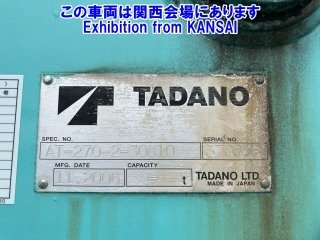 この車両は関西会場にあります
Exhibition from KANSAI
TADANO
SPEC. NO. SERIAL NO.
AT-270-2-30410
MFG. DATE CAPACITY
11-2006 t
TADANO LTD.
MADE IN JAPAN